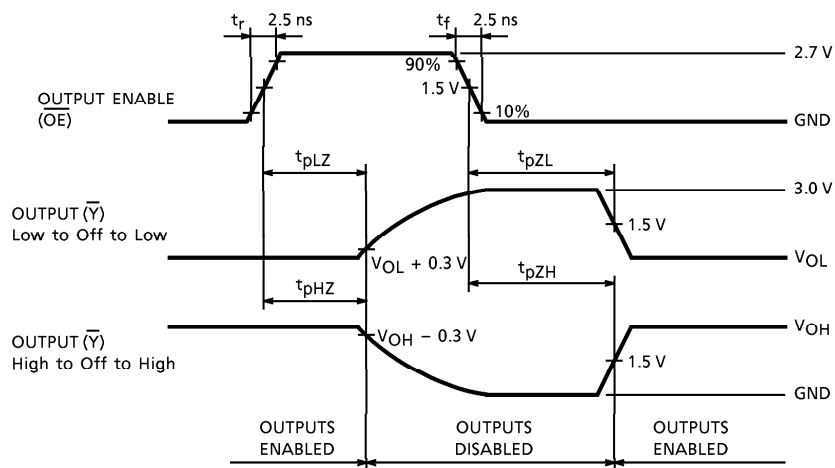 tr 2.5 ns tf 2.5 ns
2.7 V
90%
OUTPUT ENABLE
(O̅E̅)
1.5 V
10%
GND
tpLZ tpZL
3.0 V
OUTPUT (Y̅)
Low to Off to Low
1.5 V
VOL + 0.3 V
VOL
tpHZ tpZH
VOH
OUTPUT (Y̅)
High to Off to High
VOH − 0.3 V
1.5 V
GND
OUTPUTS
ENABLED
OUTPUTS
DISABLED
OUTPUTS
ENABLED